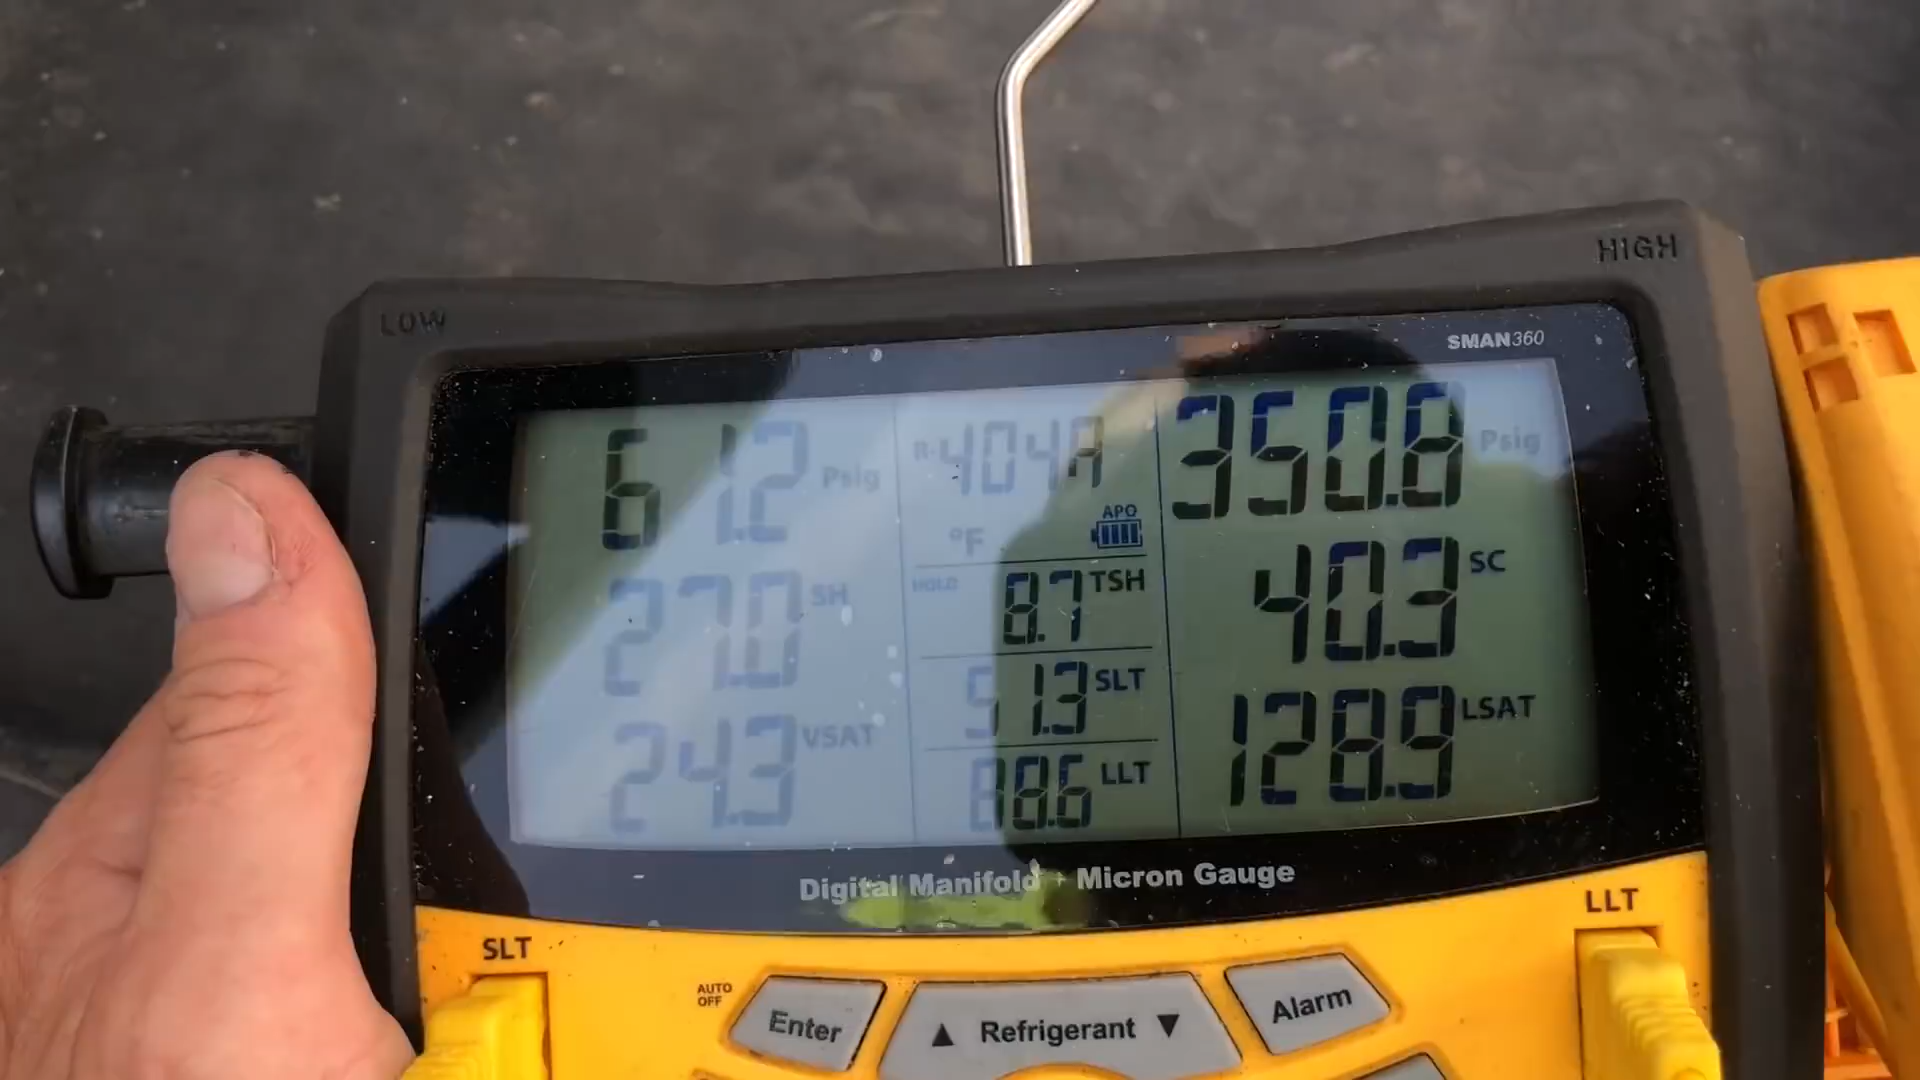 LOW
HIGH
SMAN360
61.2 Psig
R-404A
350.8 Psig
APO
°F
27.0 SH
HOLD
8.7 TSH
40.3 SC
51.3 SLT
24.3 VSAT
88.6 LLT
128.9 LSAT
Digital Manifold + Micron Gauge
SLT
LLT
AUTO
OFF
Enter
▲ Refrigerant ▼
Alarm